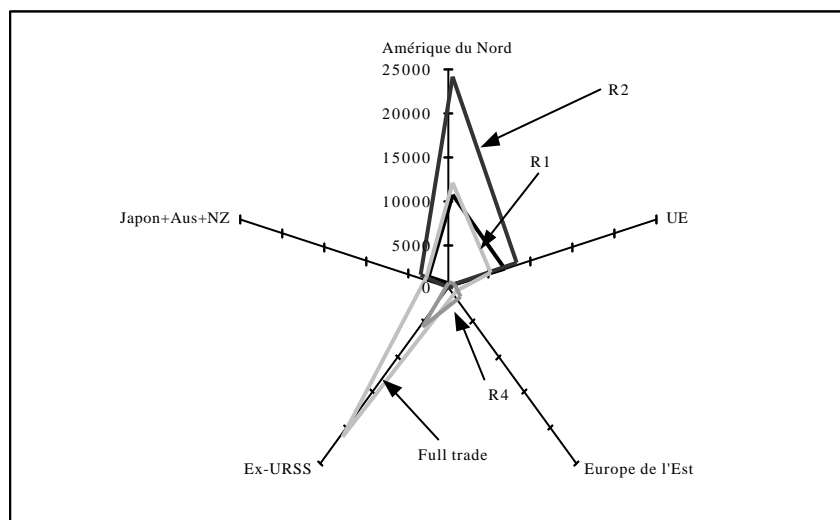 Amérique du Nord
25000
R2
20000
15000
R1
10000
Japon+Aus+NZ
UE
5000
0
R4
Full trade
Ex-URSS
Europe de l'Est